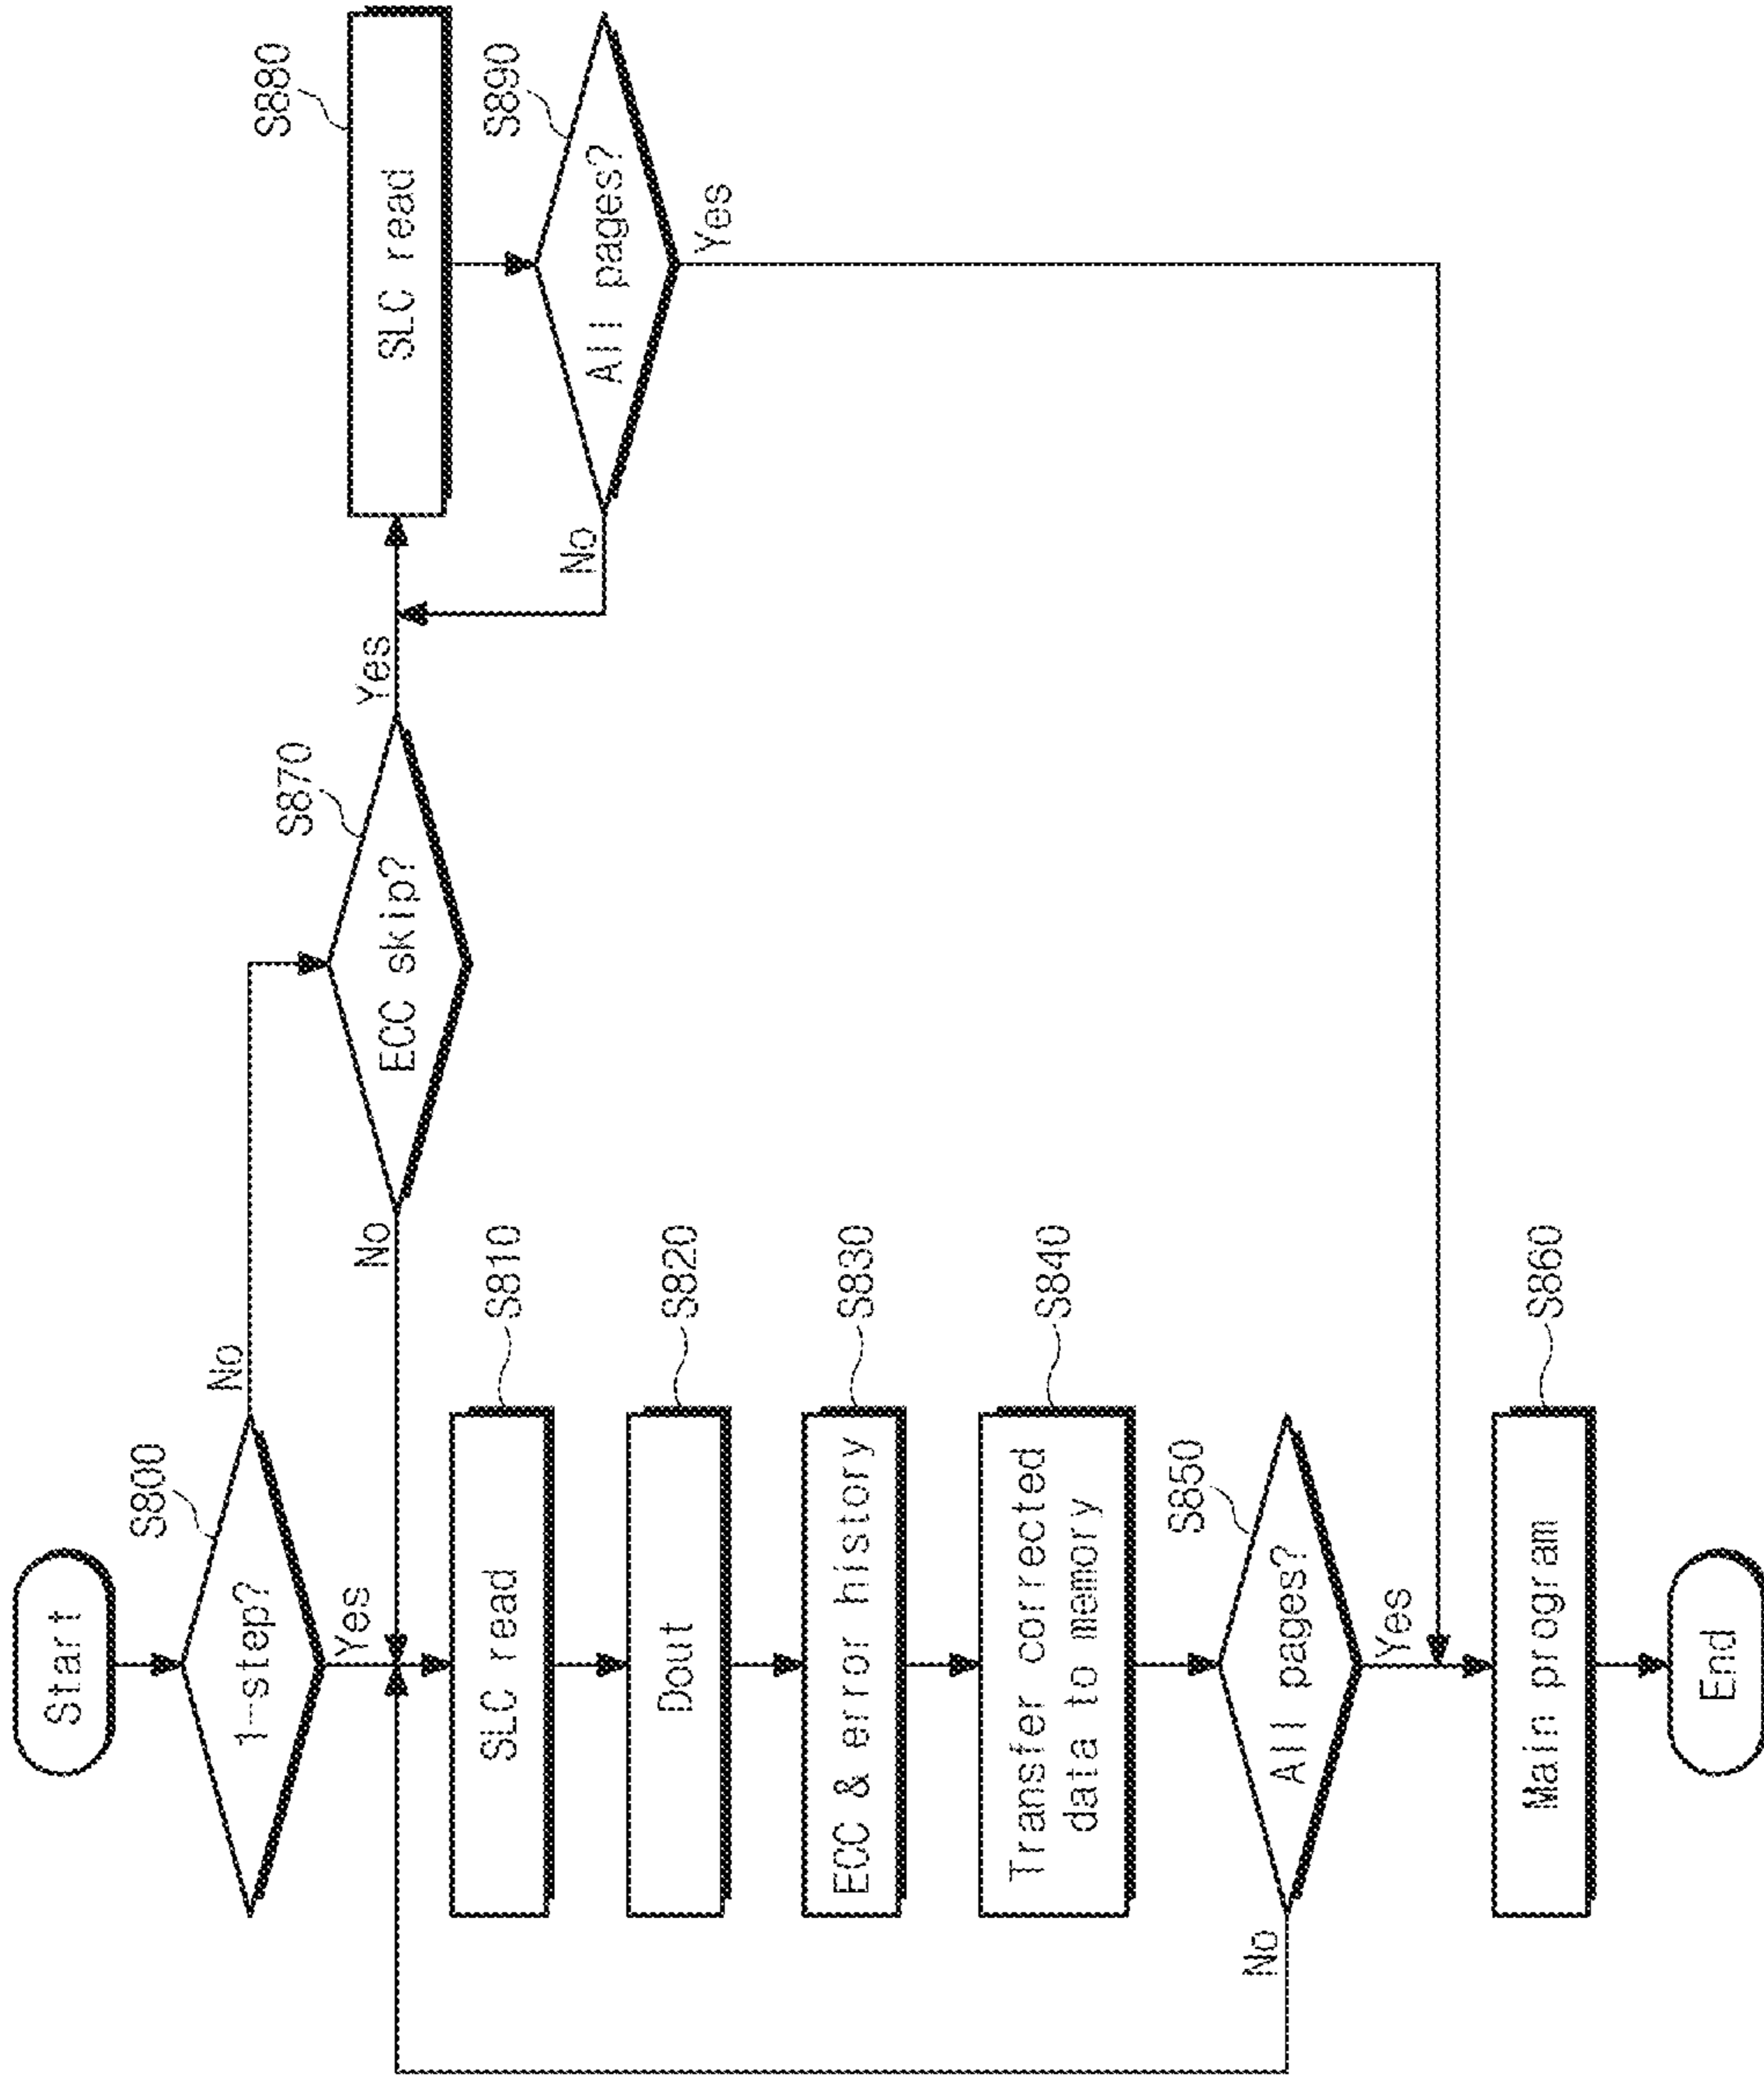 Start
S800
1-step?
No
Yes
S870
ECC skip?
No
Yes
S880
SLC read
S890
All pages?
No
Yes
SLC read
S810
Dout
S820
ECC & error history
S830
Transfer corrected
data to memory
S840
S850
All pages?
No
Yes
Main program
S860
End